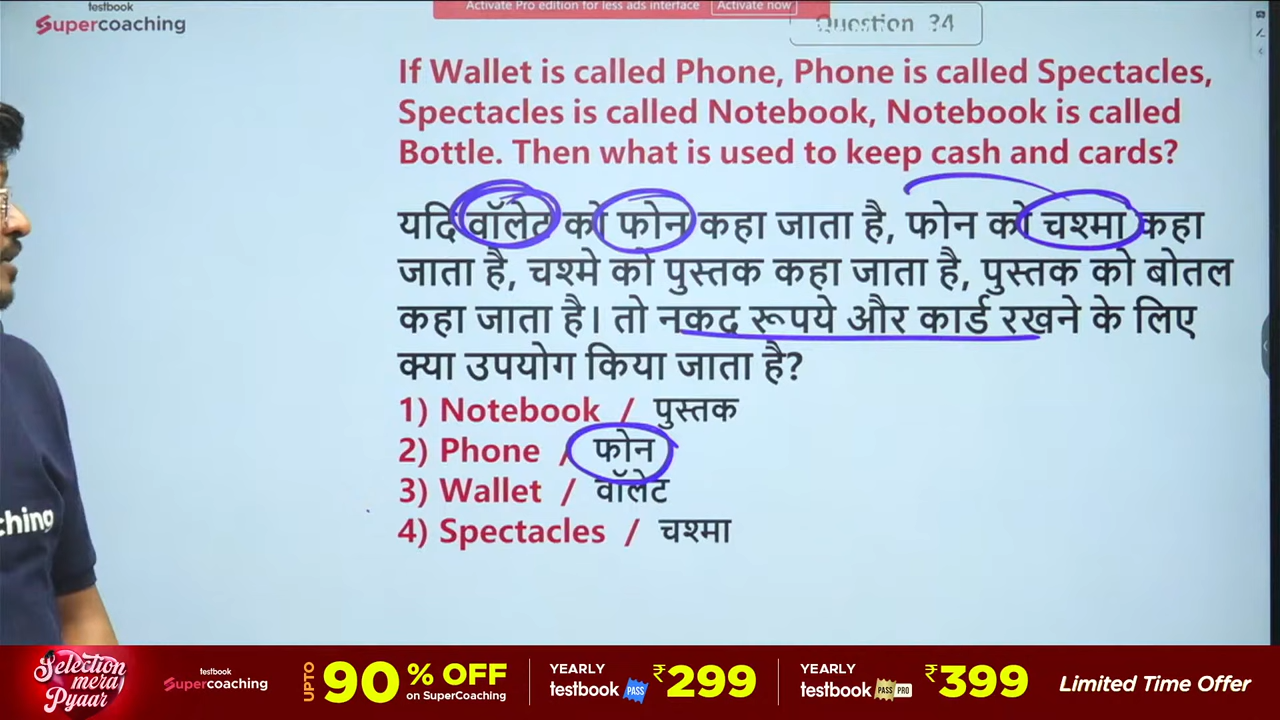 testbook
Supercoaching
Activate Pro edition for less ads interface
Activate now
Question 34
If Wallet is called Phone, Phone is called Spectacles,
Spectacles is called Notebook, Notebook is called
Bottle. Then what is used to keep cash and cards?
यदि वॉलेट को फोन कहा जाता है, फोन को चश्मा कहा
जाता है, चश्मे को पुस्तक कहा जाता है, पुस्तक को बोतल
कहा जाता है। तो नकद रूपये और कार्ड रखने के लिए
क्या उपयोग किया जाता है?
1) Notebook / पुस्तक
2) Phone / फोन
3) Wallet / वॉलेट
4) Spectacles / चश्मा
ching
Selection
mera
Pyaar
testbook
Supercoaching
UPTO 90% OFF
on SuperCoaching
YEARLY
testbook PASS
₹299
YEARLY
testbook PASS PRO
₹399
Limited Time Offer